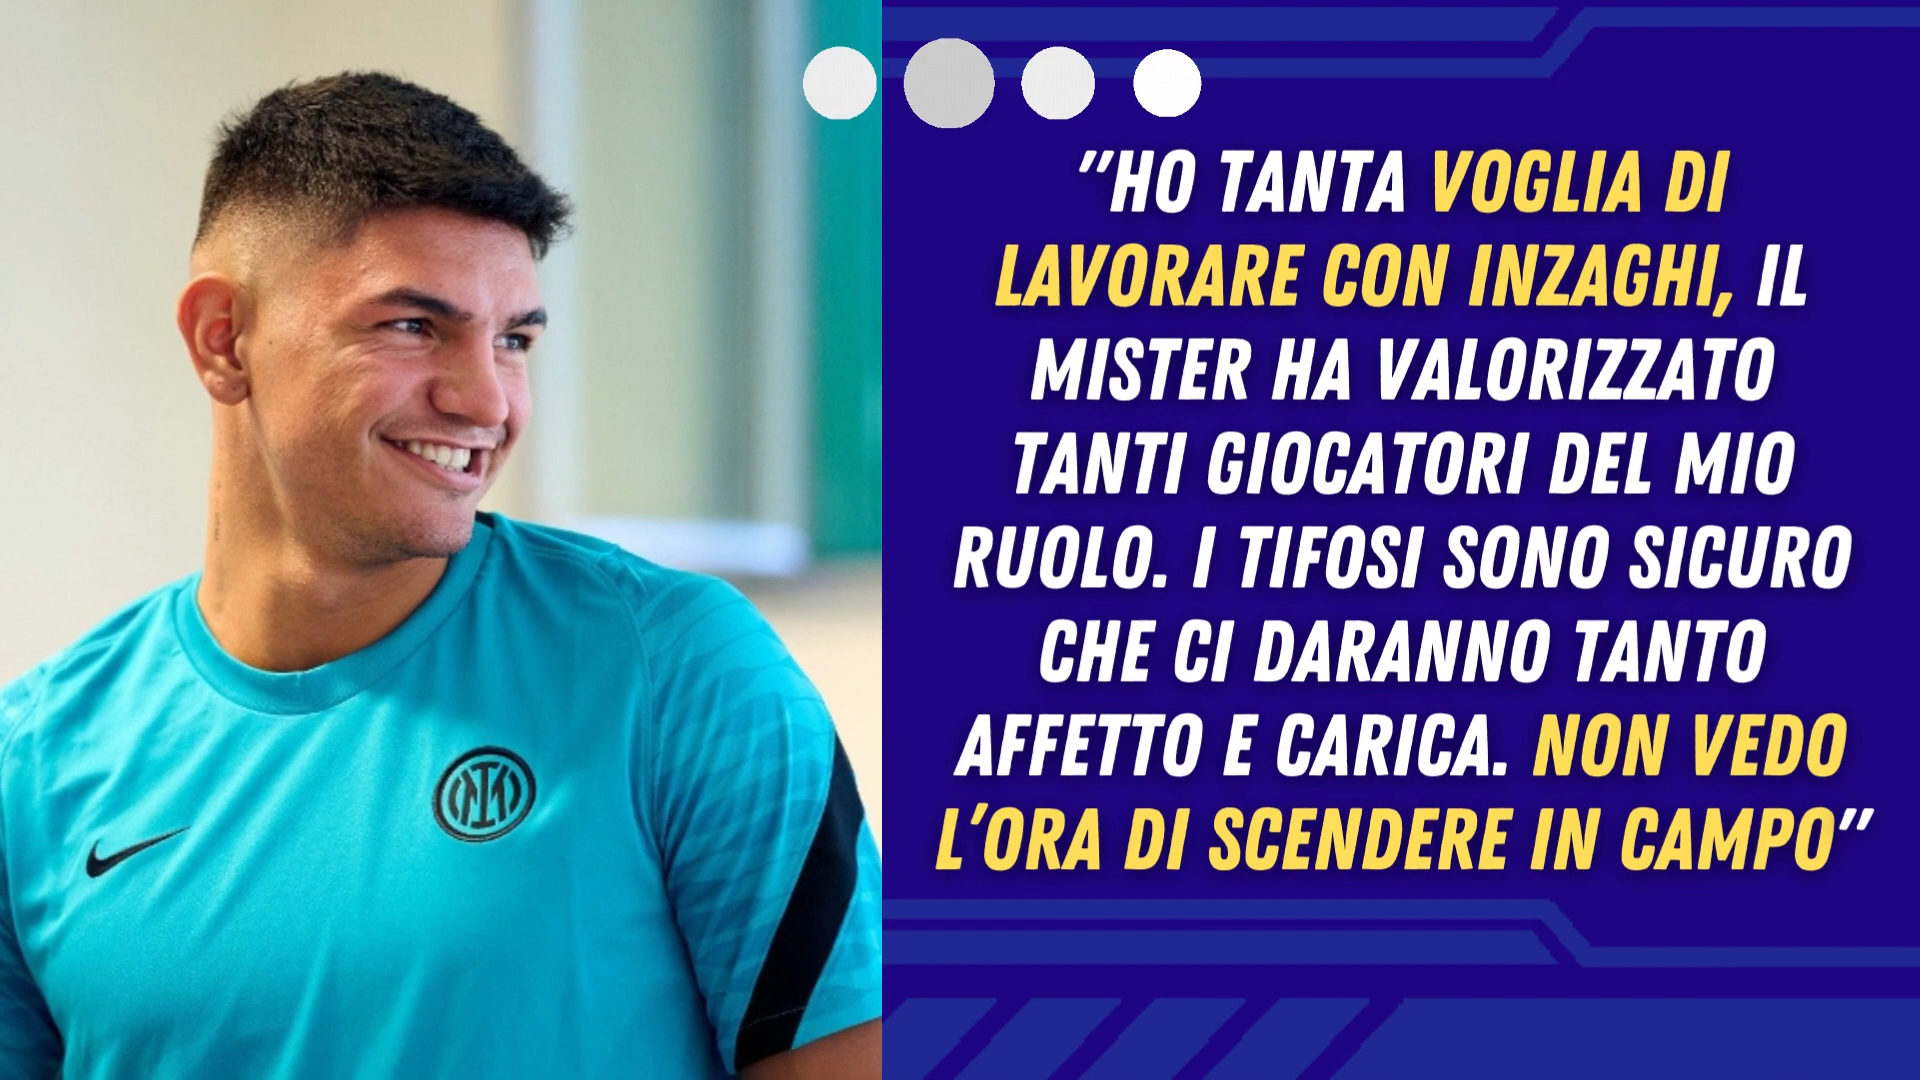 "HO TANTA VOGLIA DI
LAVORARE CON INZAGHI, IL
MISTER HA VALORIZZATO
TANTI GIOCATORI DEL MIO
RUOLO. I TIFOSI SONO SICURO
CHE CI DARANNO TANTO
AFFETTO E CARICA. NON VEDO
L'ORA DI SCENDERE IN CAMPO"